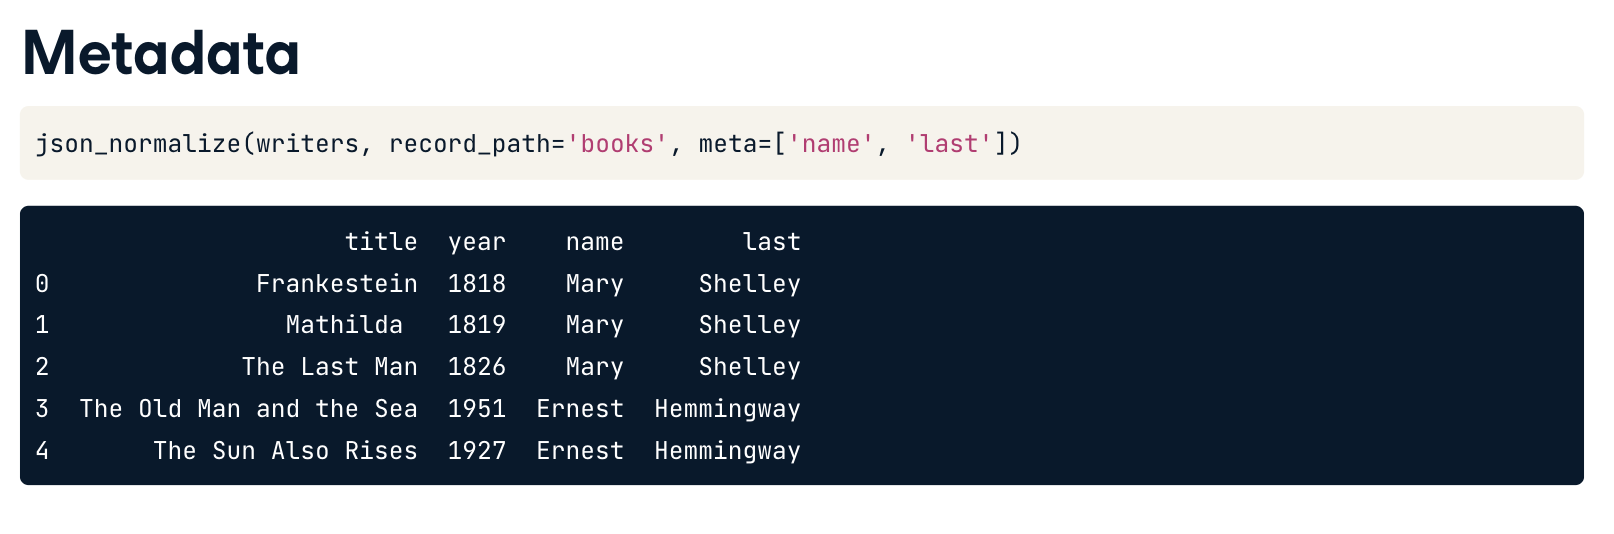 Metadata
json_normalize(writers, record_path='books', meta=['name', 'last'])
                     title  year    name        last
0              Frankestein  1818    Mary     Shelley
1                Mathilda   1819    Mary     Shelley
2             The Last Man  1826    Mary     Shelley
3  The Old Man and the Sea  1951  Ernest  Hemmingway
4       The Sun Also Rises  1927  Ernest  Hemmingway